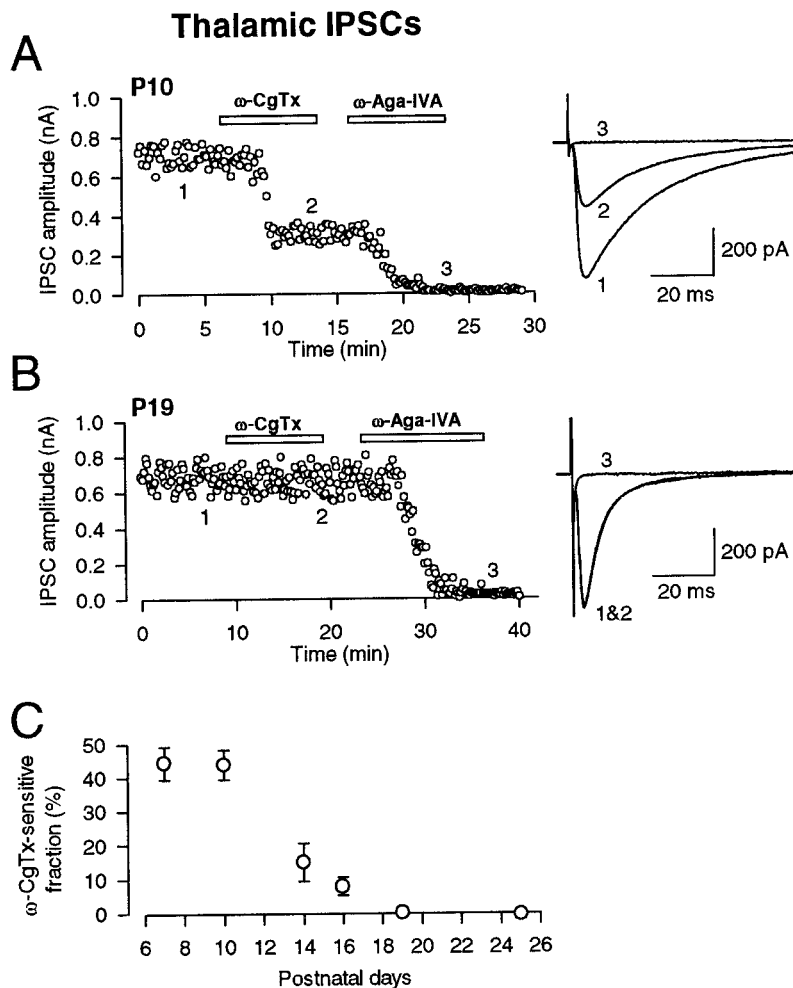 Thalamic IPSCs
A
P10
ω-CgTx
ω-Aga-IVA
IPSC amplitude (nA)
1.0
0.8
0.6
0.4
0.2
0.0
1
2
3
0
5
10
15
20
25
30
Time (min)
3
2
1
200 pA
20 ms
B
P19
ω-CgTx
ω-Aga-IVA
IPSC amplitude (nA)
1.0
0.8
0.6
0.4
0.2
0.0
1
2
3
0
10
20
30
40
Time (min)
3
1&2
200 pA
20 ms
C
ω-CgTx-sensitive
fraction (%)
50
40
30
20
10
0
6
8
10
12
14
16
18
20
22
24
26
Postnatal days